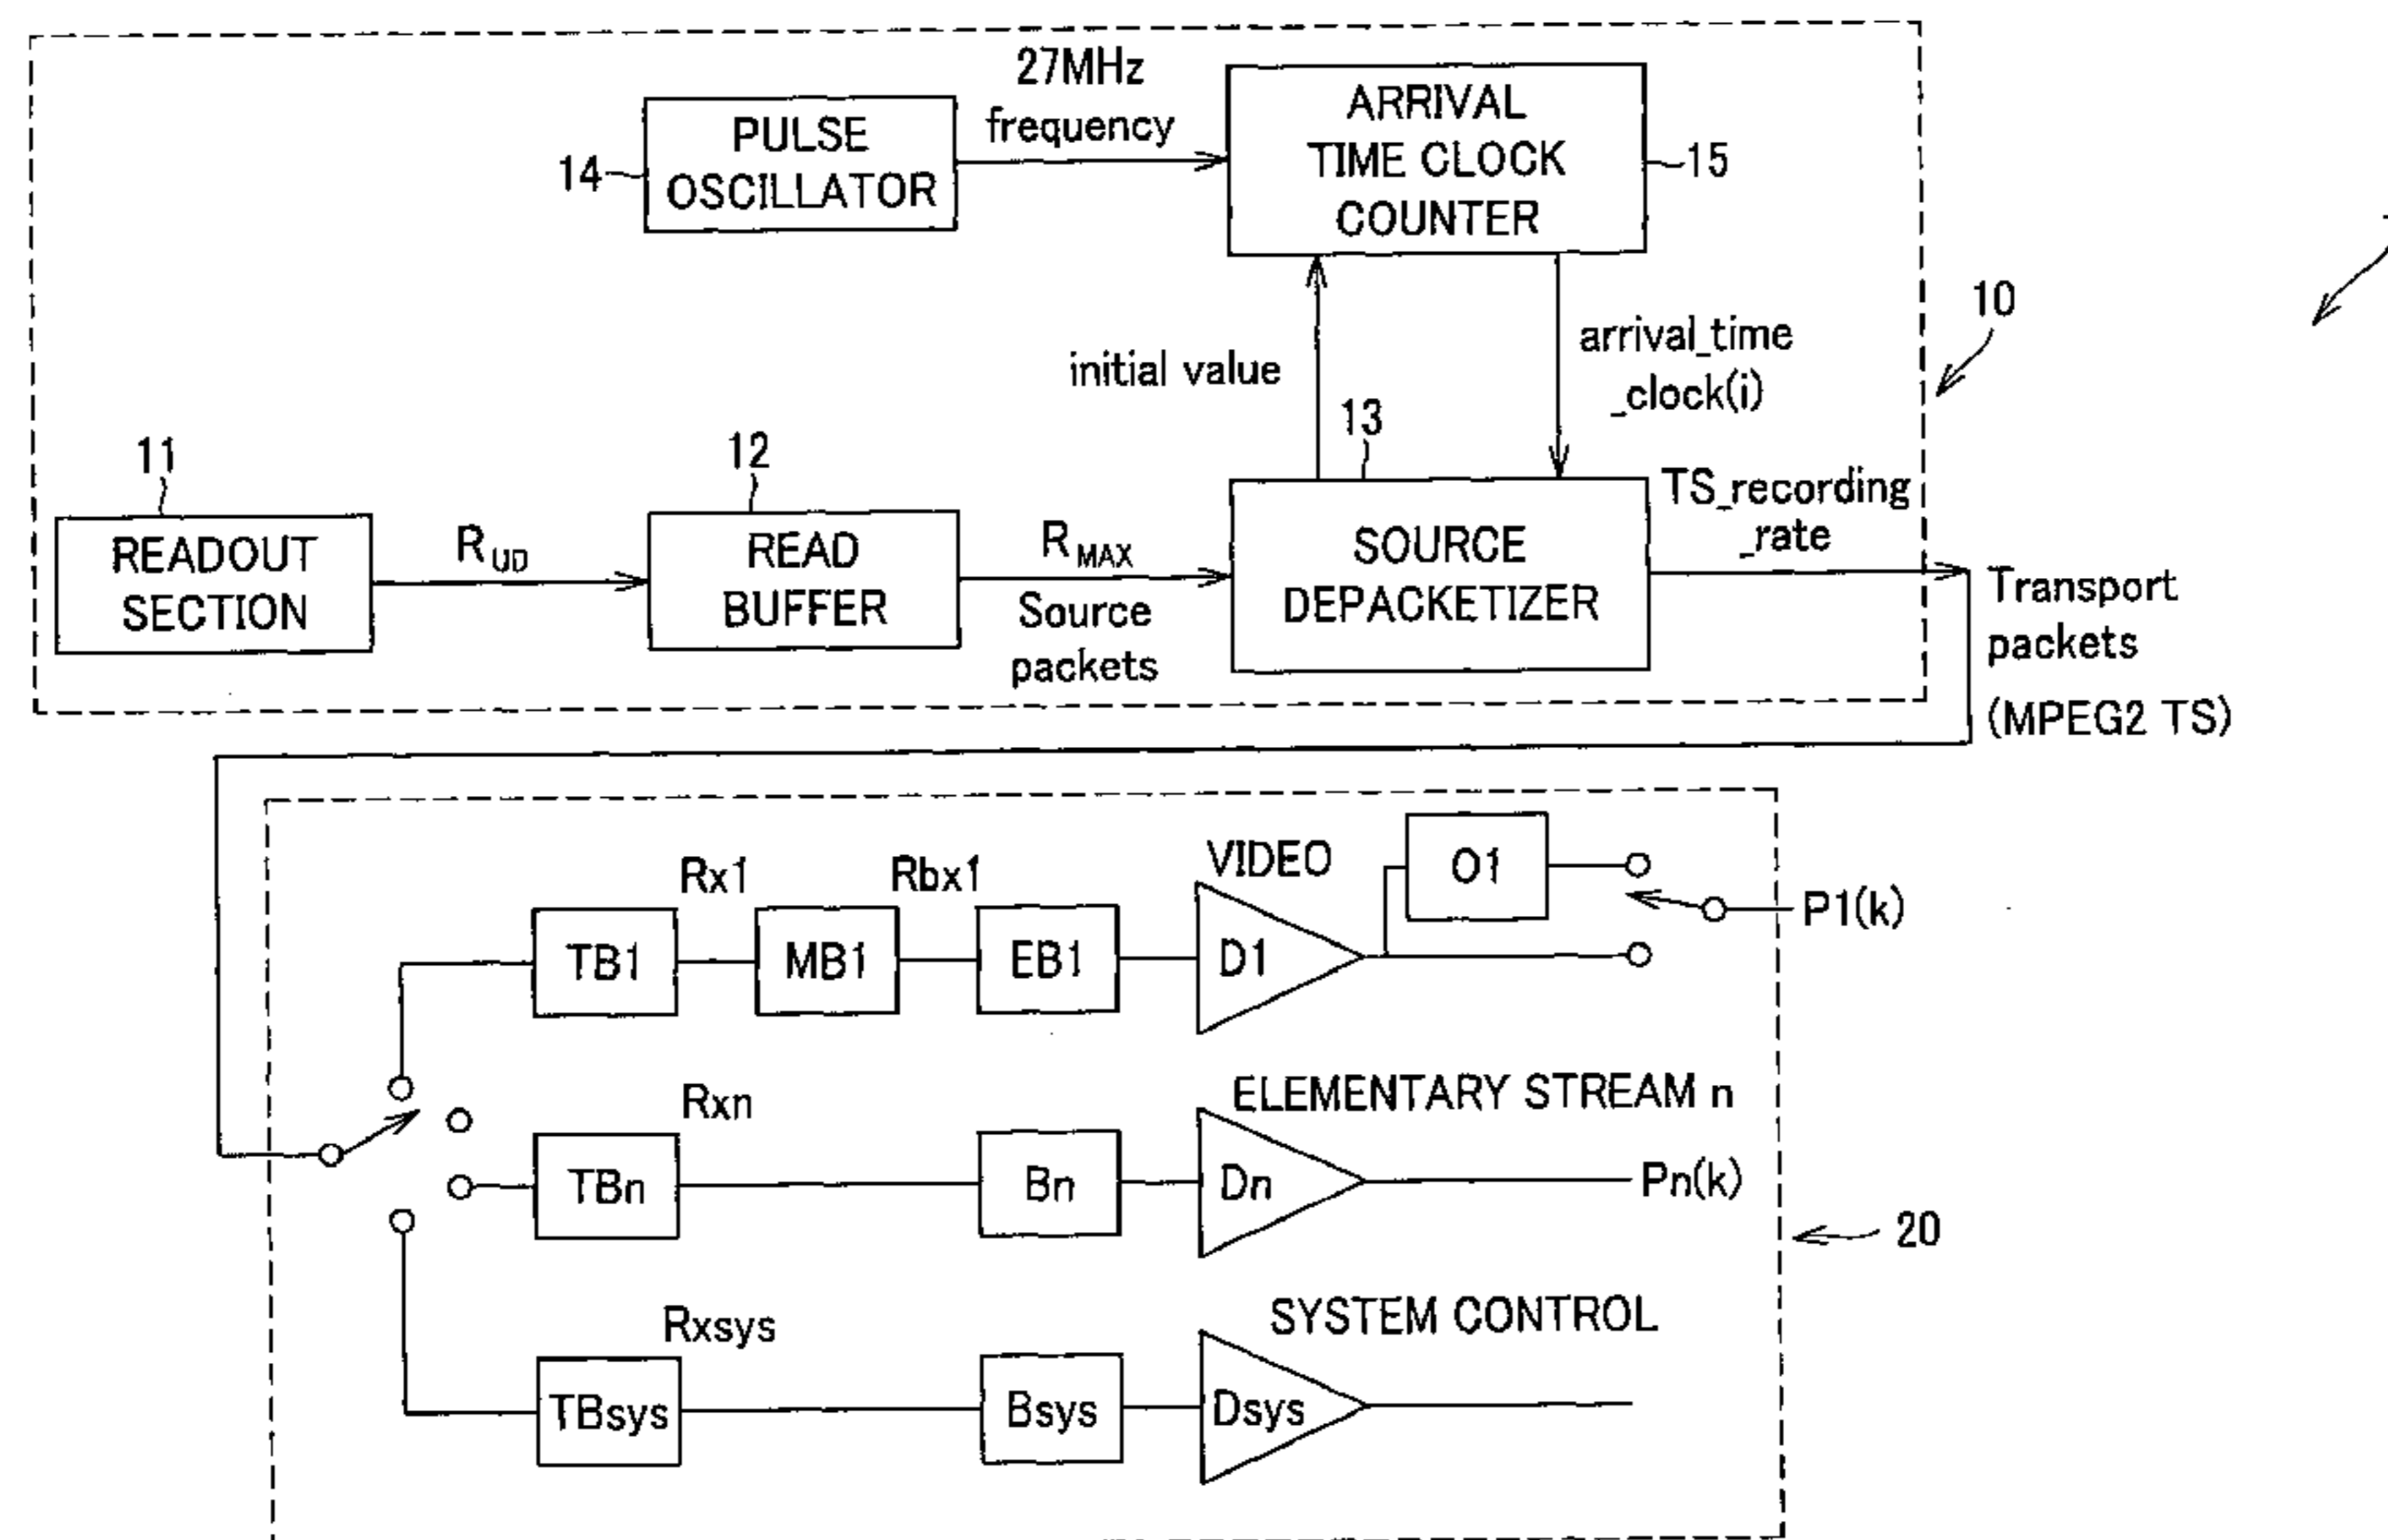 27MHz
frequency
PULSE
OSCILLATOR
14
ARRIVAL
TIME CLOCK
COUNTER
15
10
initial value
arrival_time
_clock(i)
11
READOUT
SECTION
R_UD
12
READ
BUFFER
R_MAX
Source
packets
13
SOURCE
DEPACKETIZER
TS_recording
_rate
Transport
packets
(MPEG2 TS)
TB1
Rx1
MB1
Rbx1
EB1
VIDEO
D1
O1
P1(k)
TBn
Rxn
Bn
ELEMENTARY STREAM n
Dn
Pn(k)
20
TBsys
Rxsys
Bsys
SYSTEM CONTROL
Dsys